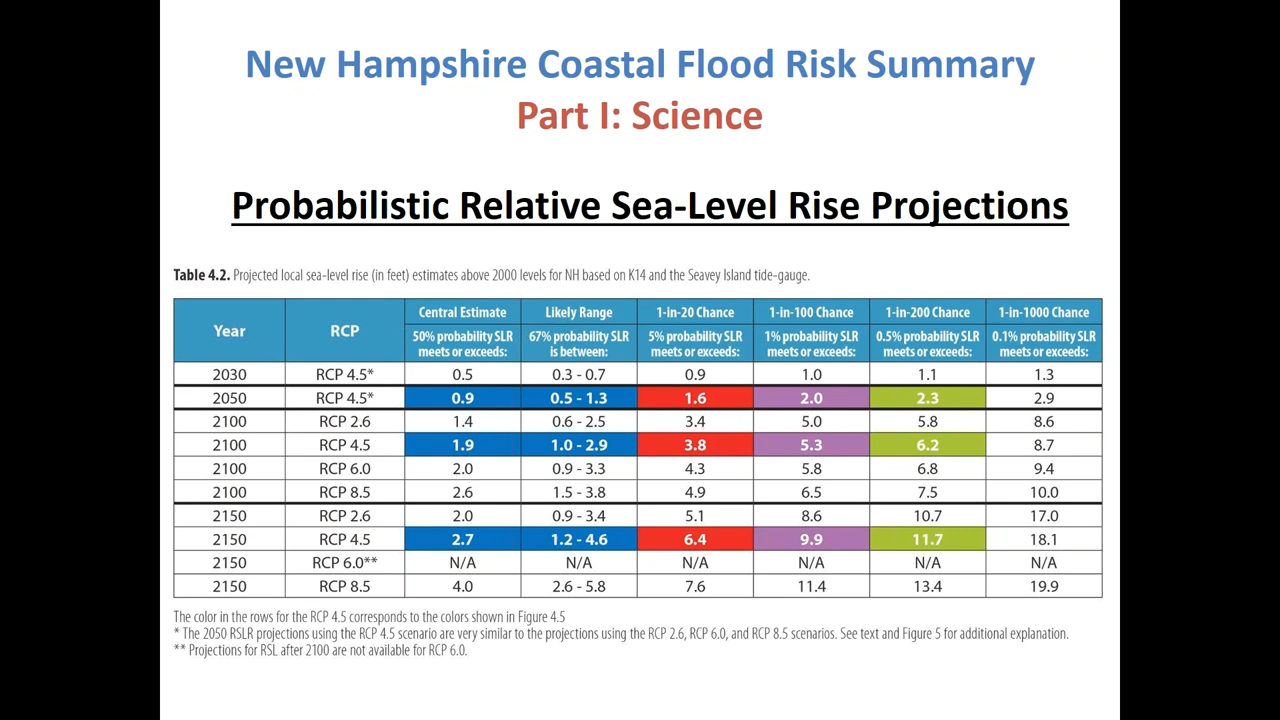 New Hampshire Coastal Flood Risk Summary
Part I: Science
Probabilistic Relative Sea-Level Rise Projections
Table 4.2. Projected local sea-level rise (in feet) estimates above 2000 levels for NH based on K14 and the Seavey Island tide-gauge.
Year RCP Central Estimate Likely Range 1-in-20 Chance 1-in-100 Chance 1-in-200 Chance 1-in-1000 Chance
50% probability SLR 67% probability SLR 5% probability SLR 1% probability SLR 0.5% probability SLR 0.1% probability SLR
meets or exceeds: is between: meets or exceeds: meets or exceeds: meets or exceeds: meets or exceeds:
2030 RCP 4.5* 0.5 0.3 - 0.7 0.9 1.0 1.1 1.3
2050 RCP 4.5* 0.9 0.5 - 1.3 1.6 2.0 2.3 2.9
2100 RCP 2.6 1.4 0.6 - 2.5 3.4 5.0 5.8 8.6
2100 RCP 4.5 1.9 1.0 - 2.9 3.8 5.3 6.2 8.7
2100 RCP 6.0 2.0 0.9 - 3.3 4.3 5.8 6.8 9.4
2100 RCP 8.5 2.6 1.5 - 3.8 4.9 6.5 7.5 10.0
2150 RCP 2.6 2.0 0.9 - 3.4 5.1 8.6 10.7 17.0
2150 RCP 4.5 2.7 1.2 - 4.6 6.4 9.9 11.7 18.1
2150 RCP 6.0** N/A N/A N/A N/A N/A N/A
2150 RCP 8.5 4.0 2.6 - 5.8 7.6 11.4 13.4 19.9
The color in the rows for the RCP 4.5 corresponds to the colors shown in Figure 4.5
* The 2050 RSLR projections using the RCP 4.5 scenario are very similar to the projections using the RCP 2.6, RCP 6.0, and RCP 8.5 scenarios. See text and Figure 5 for additional explanation.
** Projections for RSL after 2100 are not available for RCP 6.0.